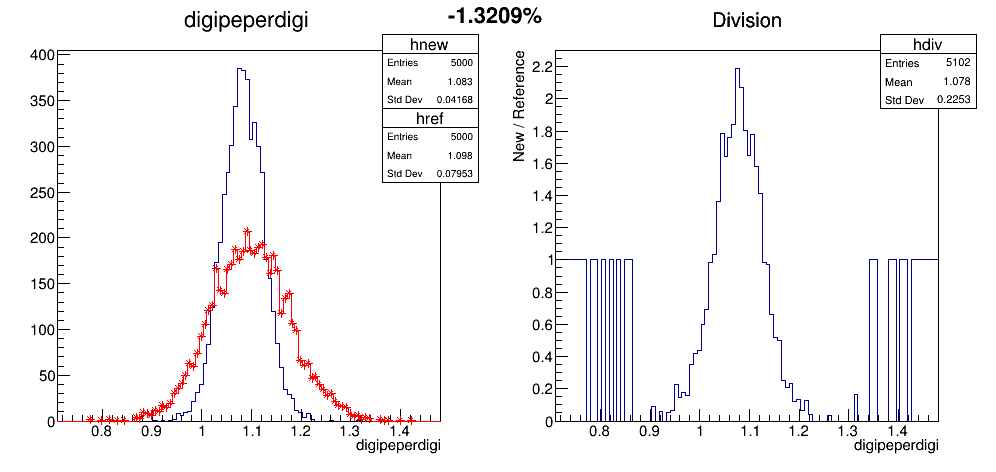 -1.3209%
digipeperdigi
hnew
Entries 5000
Mean 1.083
Std Dev 0.04168
href
Entries 5000
Mean 1.098
Std Dev 0.07953
400
350
300
250
200
150
100
50
0
0.8 0.9 1 1.1 1.2 1.3 1.4
digipeperdigi
Division
hdiv
Entries 5102
Mean 1.078
Std Dev 0.2253
New / Reference
2.2
2
1.8
1.6
1.4
1.2
1
0.8
0.6
0.4
0.2
0
0.8 0.9 1 1.1 1.2 1.3 1.4
digipeperdigi